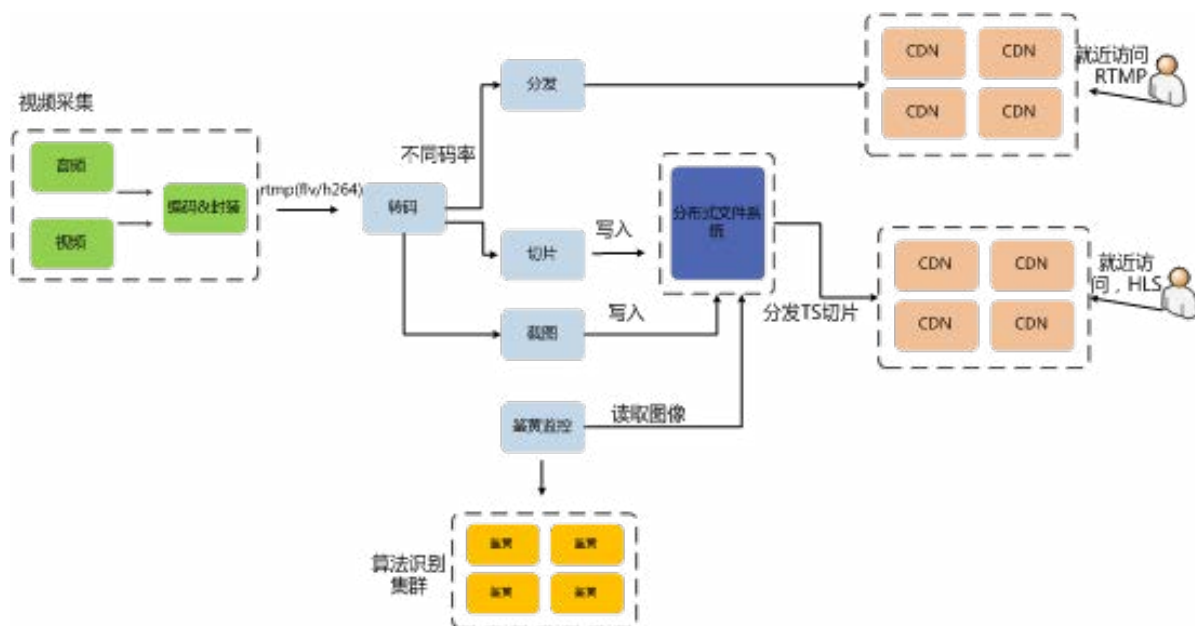 CDN
CDN
就近访问
RTMP
分发
CDN
CDN
视频采集
音频
不同码率
rtmp(flv/h264)
编码&封装
转码
分布式文件系
统
视频
写入
切片
CDN
CDN
就近访
问，HLS
写入
分发TS切片
截图
CDN
CDN
读取图像
鉴黄监控
鉴黄
鉴黄
算法识别
集群
鉴黄
鉴黄